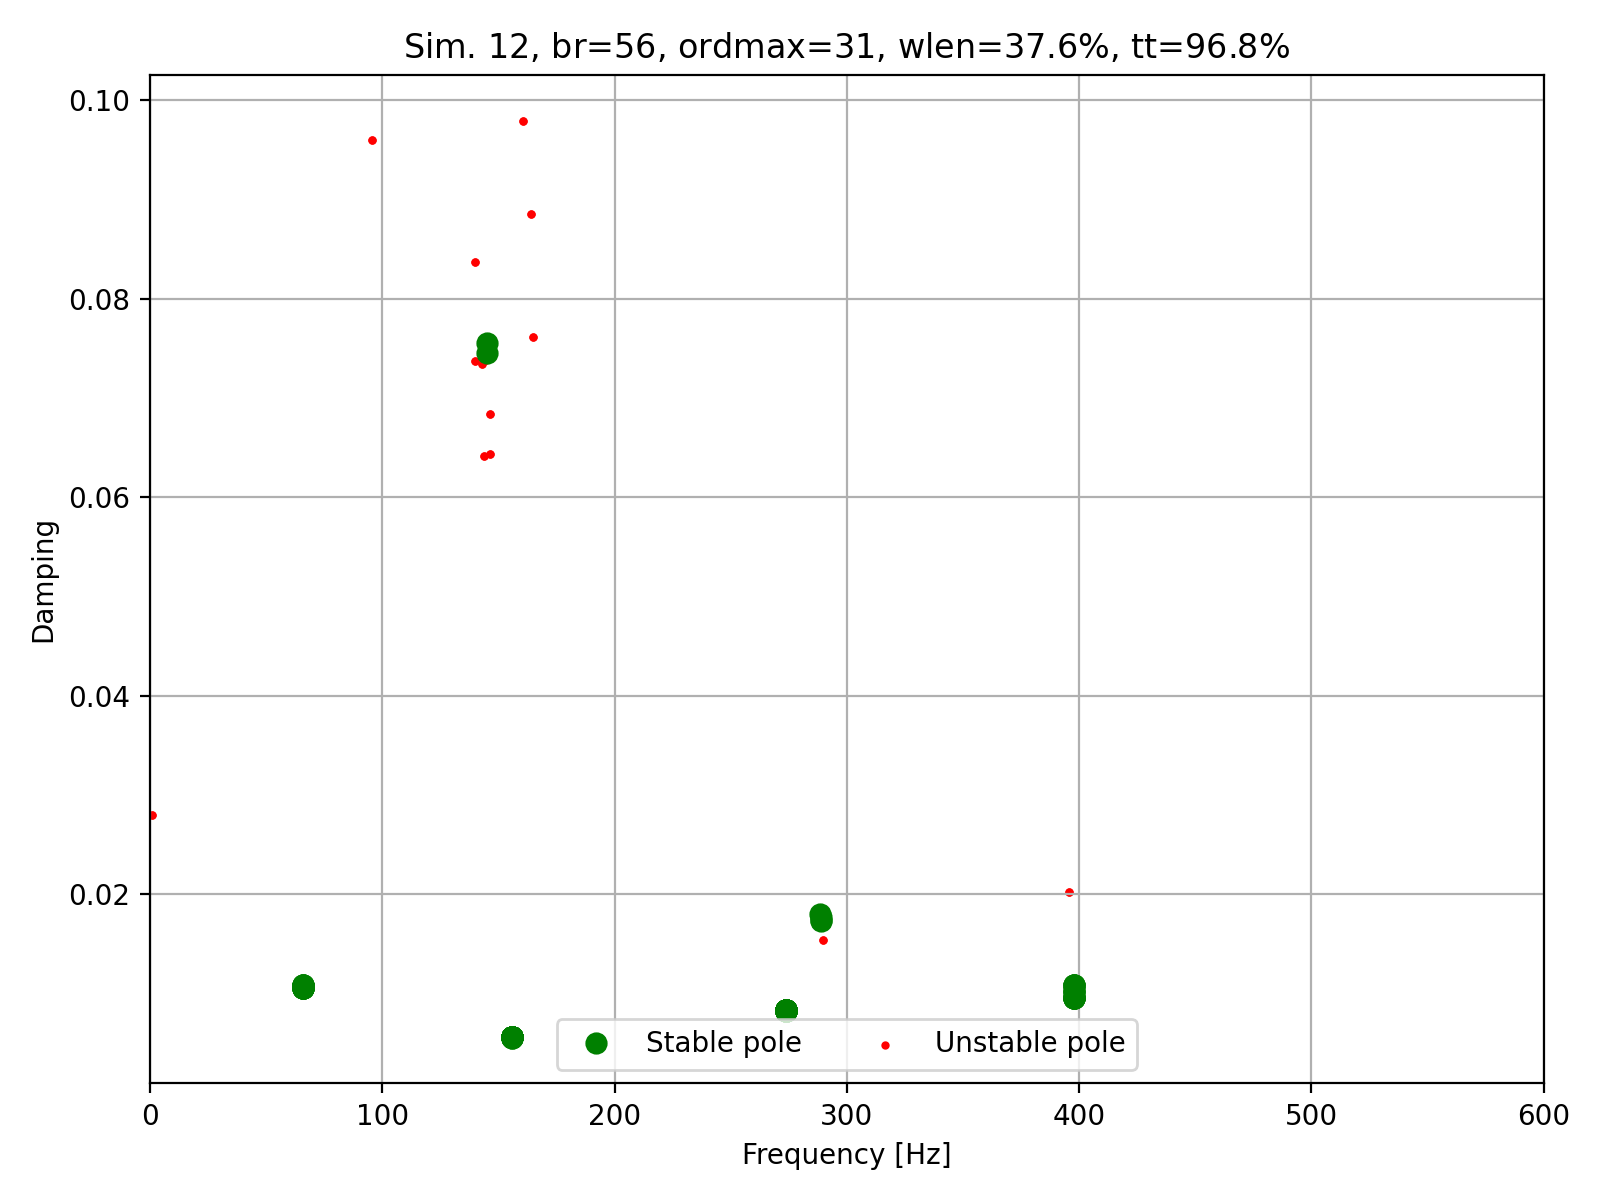 Sim. 12, br=56, ordmax=31, wlen=37.6%, tt=96.8%
0.10
0.08
0.06
0.04
0.02
Damping
Stable pole Unstable pole
0 100 200 300 400 500 600
Frequency [Hz]